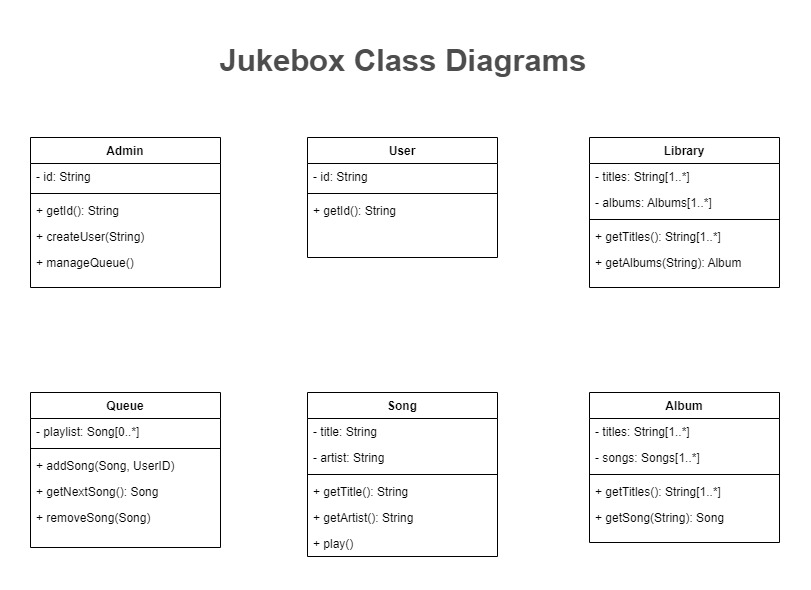 Jukebox Class Diagrams
Admin
- id: String
+ getId(): String
+ createUser(String)
+ manageQueue()
User
- id: String
+ getId(): String
Library
- titles: String[1..*]
- albums: Albums[1..*]
+ getTitles(): String[1..*]
+ getAlbums(String): Album
Queue
- playlist: Song[0..*]
+ addSong(Song, UserID)
+ getNextSong(): Song
+ removeSong(Song)
Song
- title: String
- artist: String
+ getTitle(): String
+ getArtist(): String
+ play()
Album
- titles: String[1..*]
- songs: Songs[1..*]
+ getTitles(): String[1..*]
+ getSong(String): Song